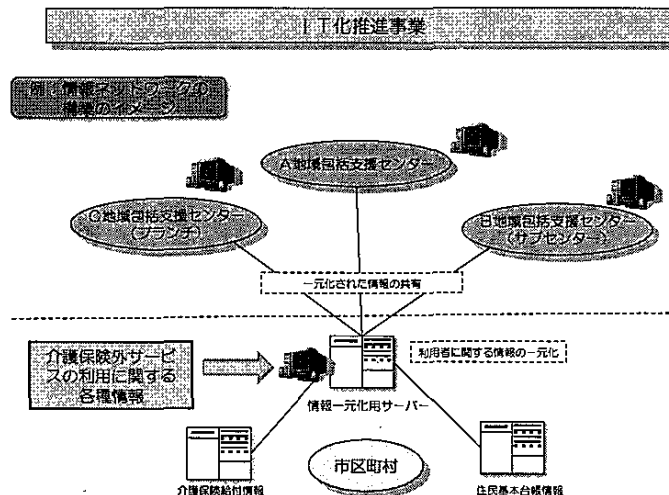 ＩＴ化推進事業
例：情報ネットワークの
構築のイメージ
A地域包括支援センター
C地域包括支援センター
(ブランチ)
B地域包括支援センター
(サブセンター)
一元化された情報の共有
介護保険外サービ
スの利用に関する
各種情報
利用者に関する情報の一元化
情報一元化用サーバー
介護保険給付情報
市区町村
住民基本台帳情報